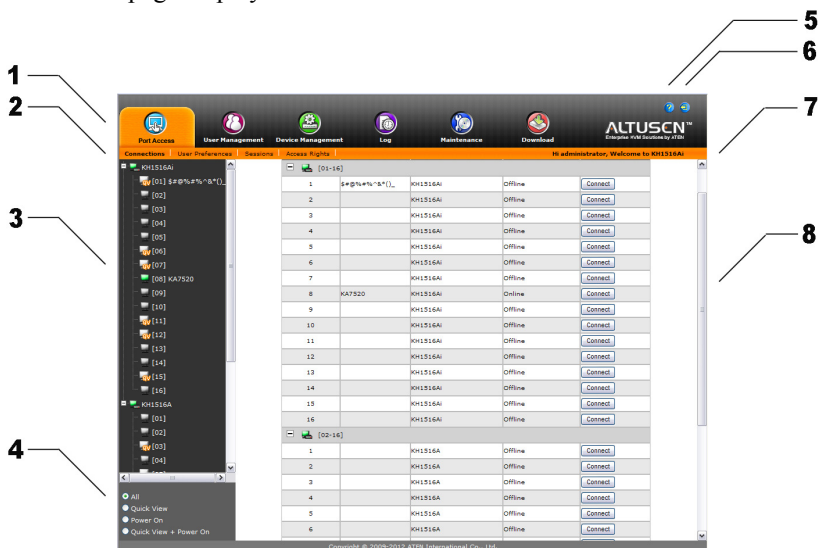 5
6
1
2
7
3
8
4
Port Access
User Management
Device Management
Log
Maintenance
Download
ALTUSEN™
Enterprise KVM Solutions by ATEN
Connections
User Preferences
Sessions
Access Rights
Hi administrator, Welcome to KH1516Ai
KH1516Ai
[01] $#@%#%^&*()_
[02]
[03]
[04]
[05]
[06]
[07]
[08] KA7520
[09]
[10]
[11]
[12]
[13]
[14]
[15]
[16]
KH1516A
[01]
[02]
[03]
[04]
All
Quick View
Power On
Quick View + Power On
[01-16]
1 $#@%#%^&*()_ KH1516Ai Offline Connect
2 KH1516Ai Offline Connect
3 KH1516Ai Offline Connect
4 KH1516Ai Offline Connect
5 KH1516Ai Offline Connect
6 KH1516Ai Offline Connect
7 KH1516Ai Offline Connect
8 KA7520 KH1516Ai Online Connect
9 KH1516Ai Offline Connect
10 KH1516Ai Offline Connect
11 KH1516Ai Offline Connect
12 KH1516Ai Offline Connect
13 KH1516Ai Offline Connect
14 KH1516Ai Offline Connect
15 KH1516Ai Offline Connect
16 KH1516Ai Offline Connect
[02-16]
1 KH1516A Offline Connect
2 KH1516A Offline Connect
3 KH1516A Offline Connect
4 KH1516A Offline Connect
5 KH1516A Offline Connect
6 KH1516A Offline Connect
Copyright © 2009-2012 ATEN International Co., Ltd.